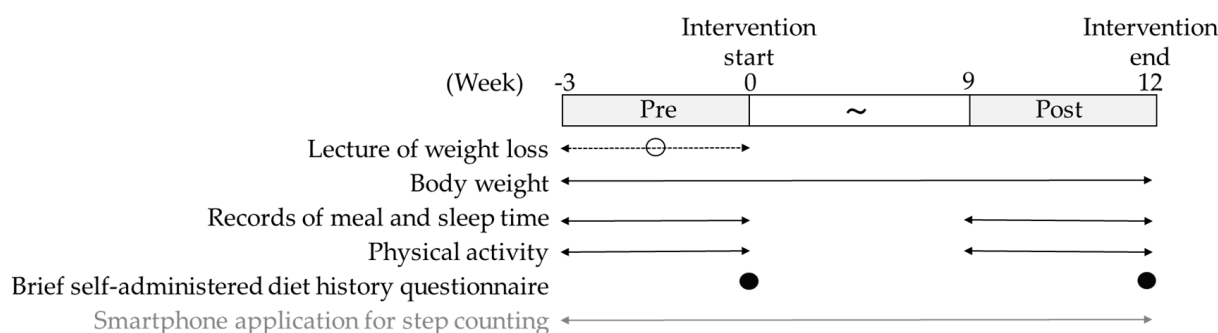 Intervention start
Intervention end
(Week) -3 0 9 12
Pre ~ Post
Lecture of weight loss
Body weight
Records of meal and sleep time
Physical activity
Brief self-administered diet history questionnaire
Smartphone application for step counting